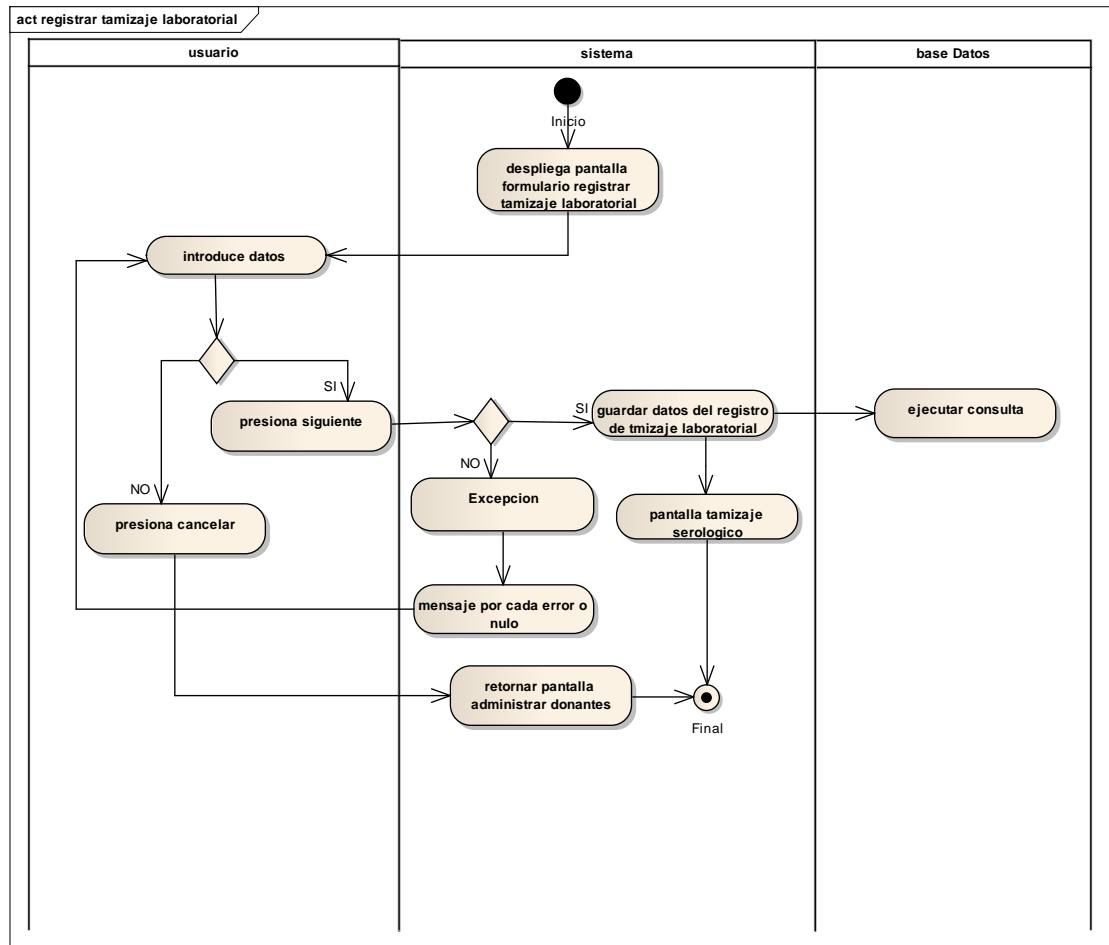 act registrar tamizaje laboratorial
usuario
sistema
base Datos
Inicio
despliega pantalla
formulario registrar
tamizaje laboratorial
introduce datos
SI
presiona siguiente
SI
guardar datos del registro
de tmizaje laboratorial
ejecutar consulta
NO
Excepcion
pantalla tamizaje
serologico
NO
presiona cancelar
mensaje por cada error o
nulo
retornar pantalla
administrar donantes
Final